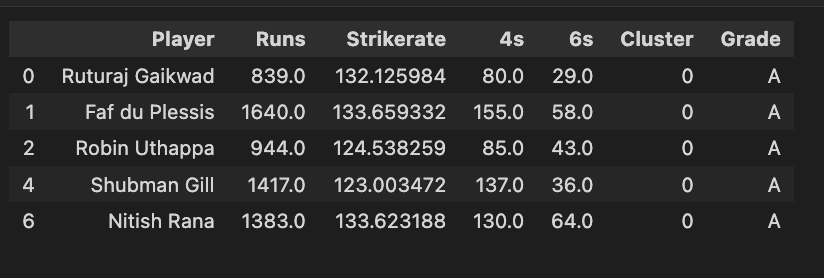 Player Runs Strikerate 4s 6s Cluster Grade
0 Ruturaj Gaikwad 839.0 132.125984 80.0 29.0 0 A
1 Faf du Plessis 1640.0 133.659332 155.0 58.0 0 A
2 Robin Uthappa 944.0 124.538259 85.0 43.0 0 A
4 Shubman Gill 1417.0 123.003472 137.0 36.0 0 A
6 Nitish Rana 1383.0 133.623188 130.0 64.0 0 A